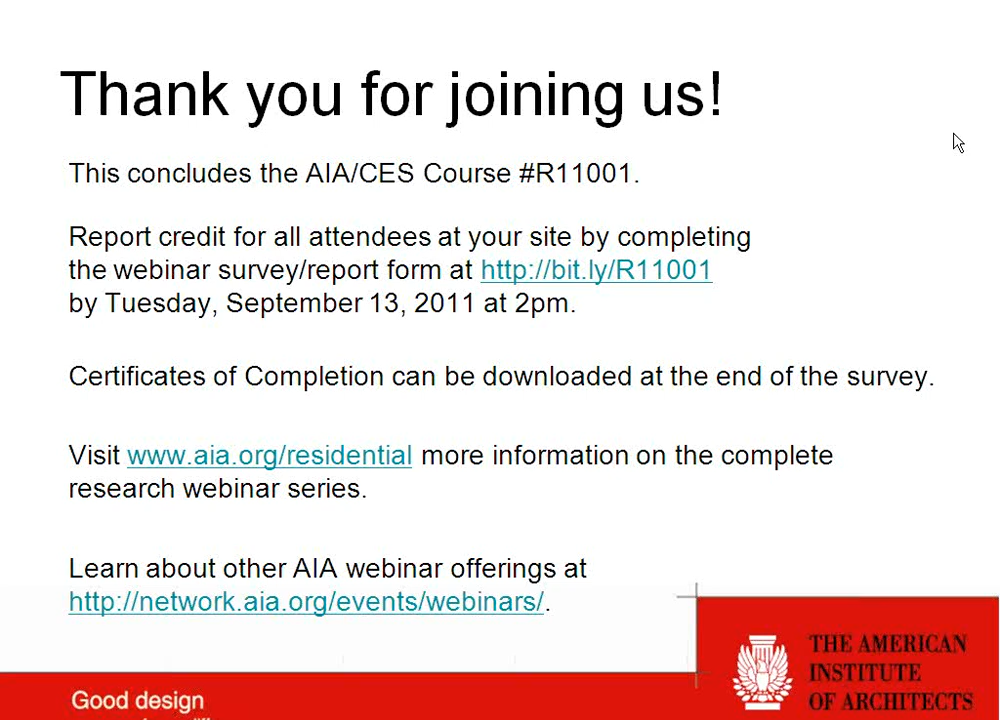 Thank you for joining us!
This concludes the AIA/CES Course #R11001.
Report credit for all attendees at your site by completing
the webinar survey/report form at http://bit.ly/R11001
by Tuesday, September 13, 2011 at 2pm.
Certificates of Completion can be downloaded at the end of the survey.
Visit www.aia.org/residential more information on the complete
research webinar series.
Learn about other AIA webinar offerings at
http://network.aia.org/events/webinars/.
THE AMERICAN
INSTITUTE
OF ARCHITECTS
Good design